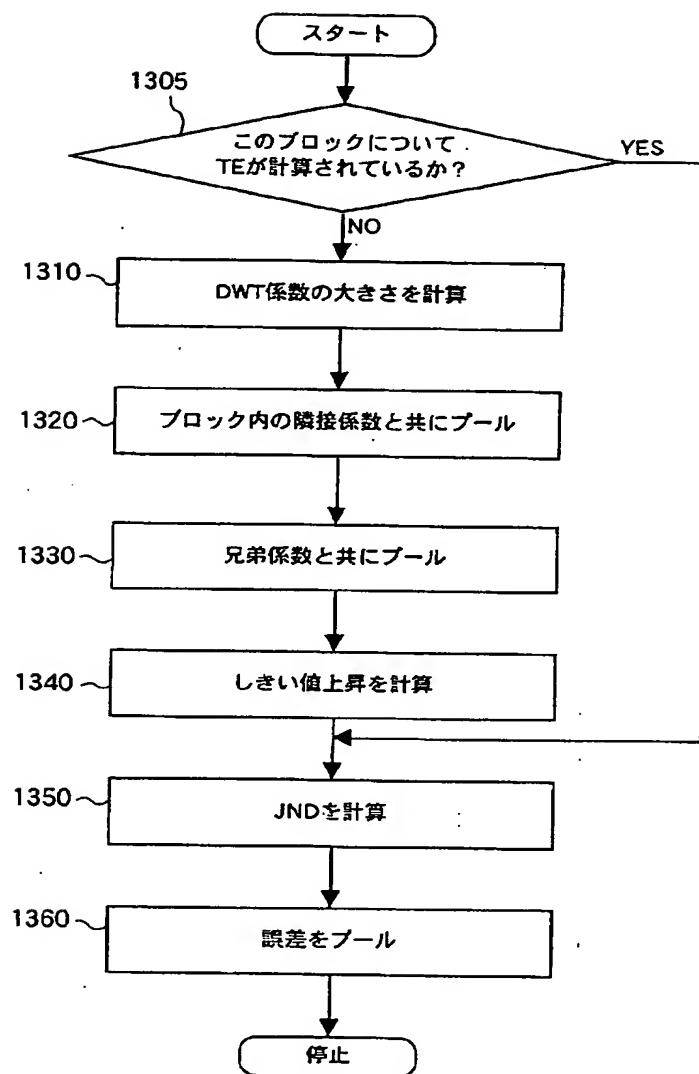 スタート
1305
このブロックについて
TEが計算されているか？
YES
NO
1310
DWT係数の大きさを計算
1320
ブロック内の隣接係数と共にプール
1330
兄弟係数と共にプール
1340
しきい値上昇を計算
1350
JNDを計算
1360
誤差をプール
停止